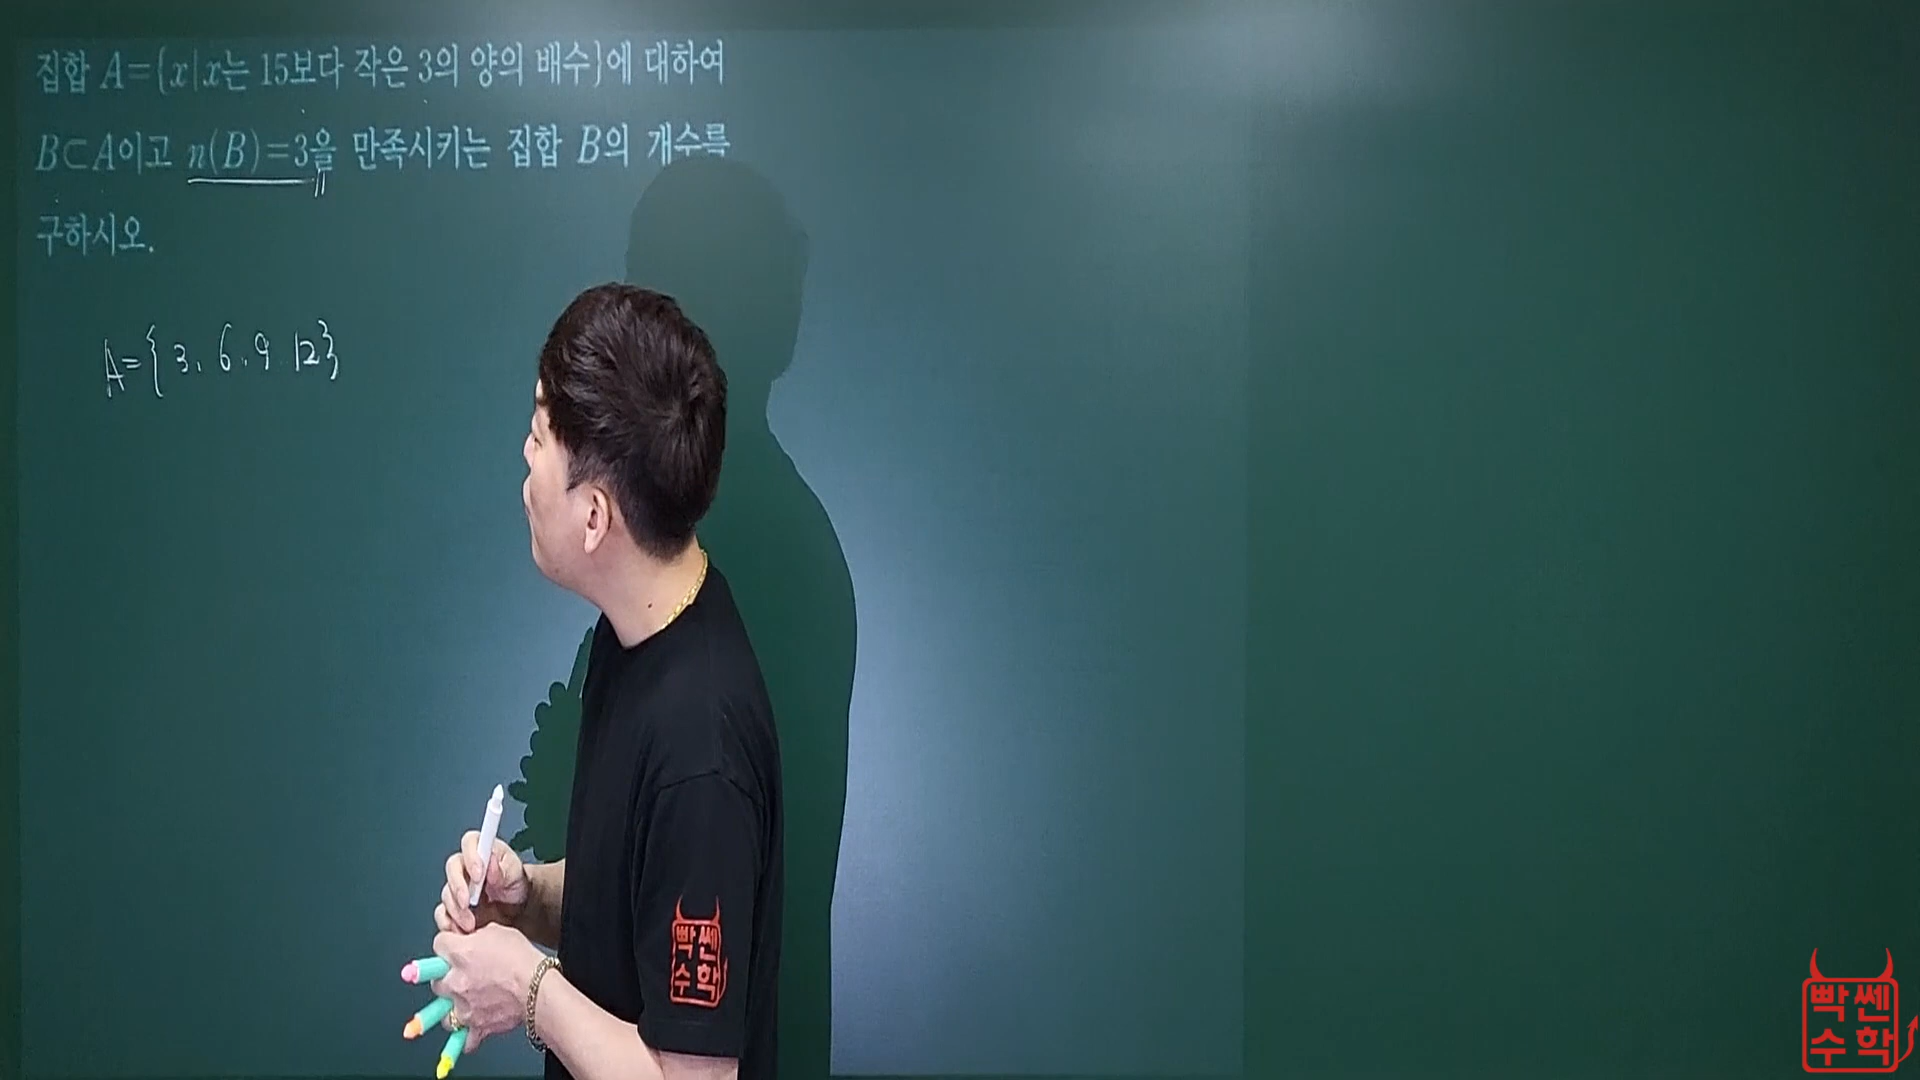 집합 A={x|x는 15보다 작은 3의 양의 배수}에 대하여
B⊂A이고 n(B)=3을 만족시키는 집합 B의 개수를
구하시오.
A={3, 6, 9 12}
빡쎈
수학
빡쎈
수학